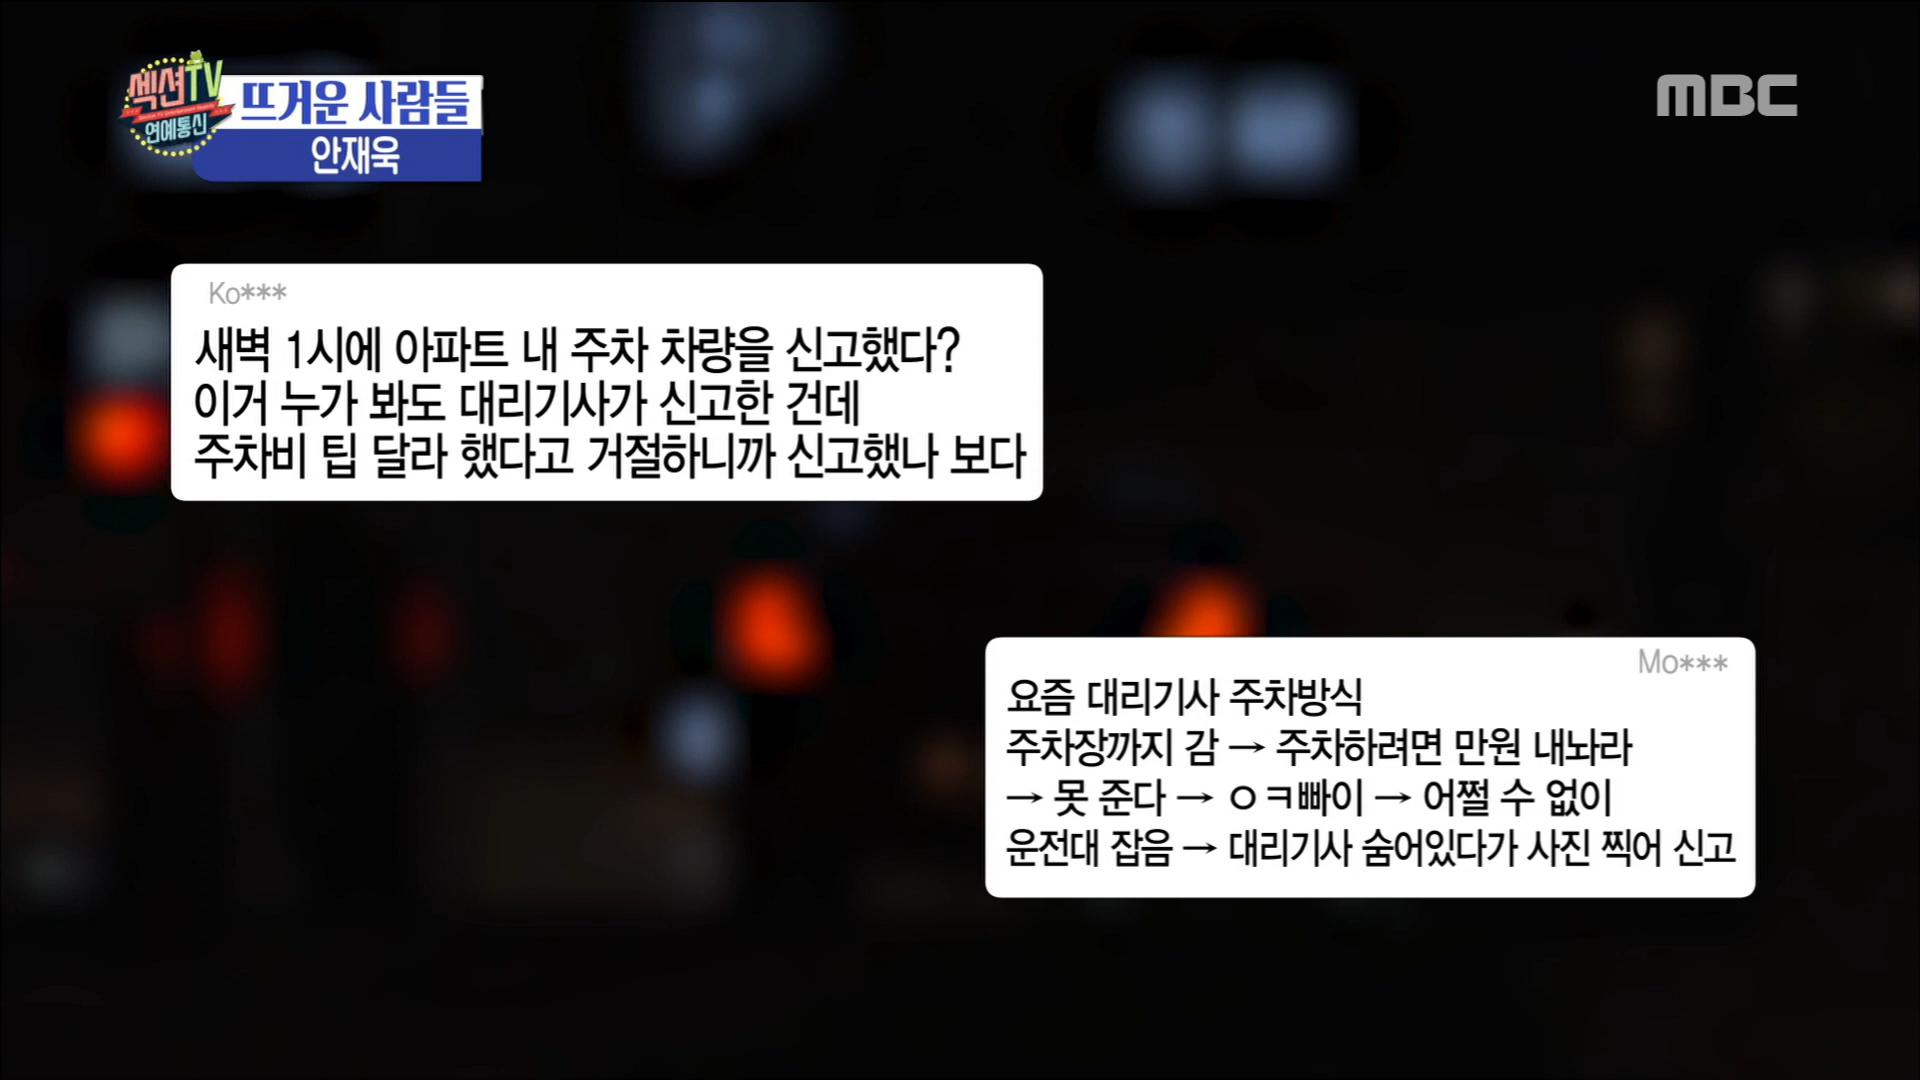 섹션TV
연예통신
뜨거운 사람들
안재욱
MBC
Ko***
새벽 1시에 아파트 내 주차 차량을 신고했다?
이거 누가 봐도 대리기사가 신고한 건데
주차비 팁 달라 했다고 거절하니까 신고했나 보다
Mo***
요즘 대리기사 주차방식
주차장까지 감 → 주차하려면 만원 내놔라
→ 못 준다 → ㅇㅋ빠이 → 어쩔 수 없이
운전대 잡음 → 대리기사 숨어있다가 사진 찍어 신고